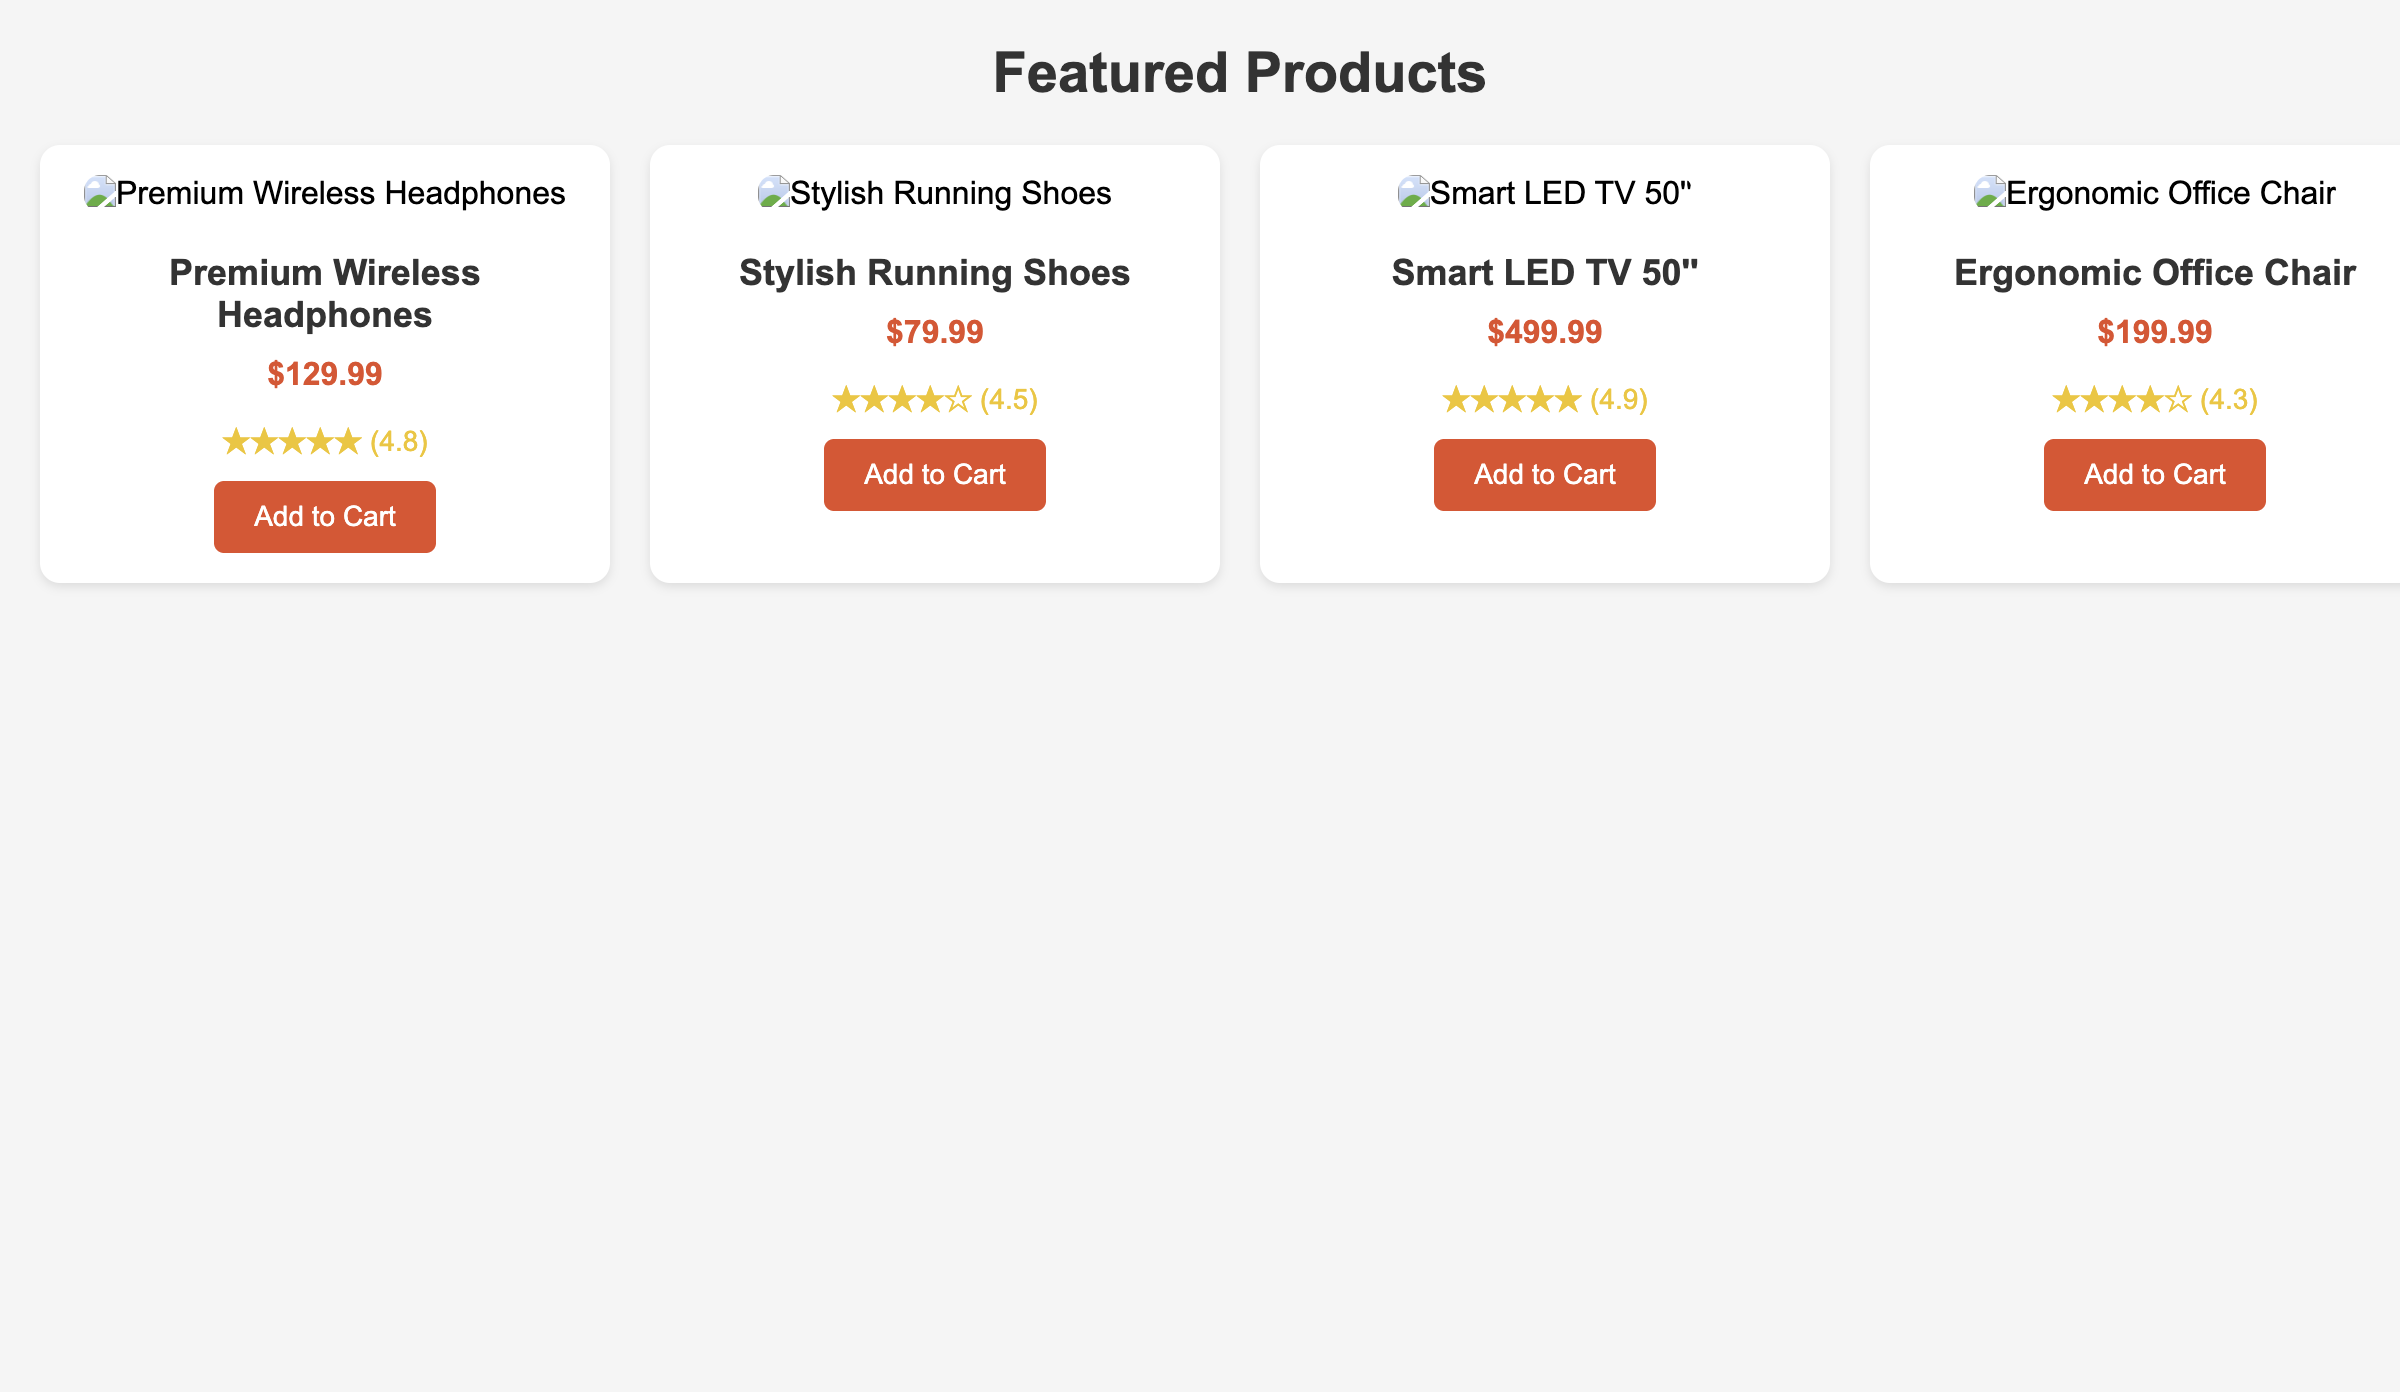 Featured Products
Premium Wireless Headphones
Premium Wireless
Headphones
$129.99
★★★★★ (4.8)
Add to Cart
Stylish Running Shoes
Stylish Running Shoes
$79.99
★★★★☆ (4.5)
Add to Cart
Smart LED TV 50"
Smart LED TV 50"
$499.99
★★★★★ (4.9)
Add to Cart
Ergonomic Office Chair
Ergonomic Office Chair
$199.99
★★★★☆ (4.3)
Add to Cart